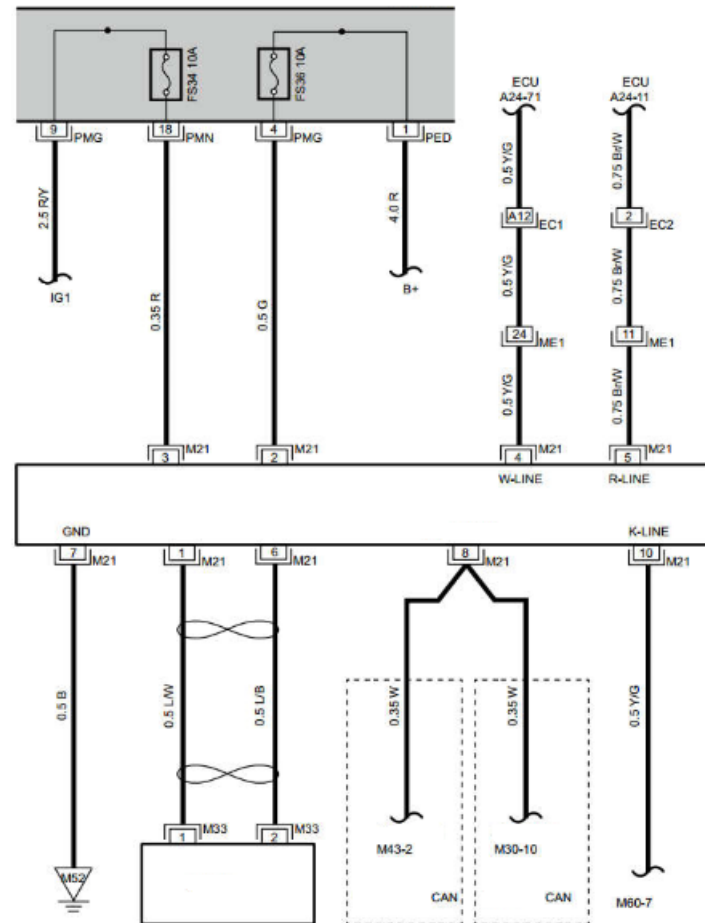 FS34 10A
FS36 10A
ECU
A24-71
ECU
A24-11
9 PMG
18 PMN
4 PMG
1 PED
0.5 Y/G
0.75 Br/W
2.5 R/Y
4.0 R
A12 EC1
2 EC2
IG1
B+
0.35 R
0.5 G
0.5 Y/G
0.75 Br/W
24 ME1
11 ME1
0.5 Y/G
0.75 Br/W
3 M21
2 M21
4 M21
5 M21
W-LINE
R-LINE
GND
K-LINE
7 M21
1 M21
6 M21
8 M21
10 M21
0.5 B
0.5 L/W
0.5 L/B
0.35 W
0.35 W
0.5 Y/G
1 M33
2 M33
M43-2
M30-10
M52
CAN
CAN
M60-7